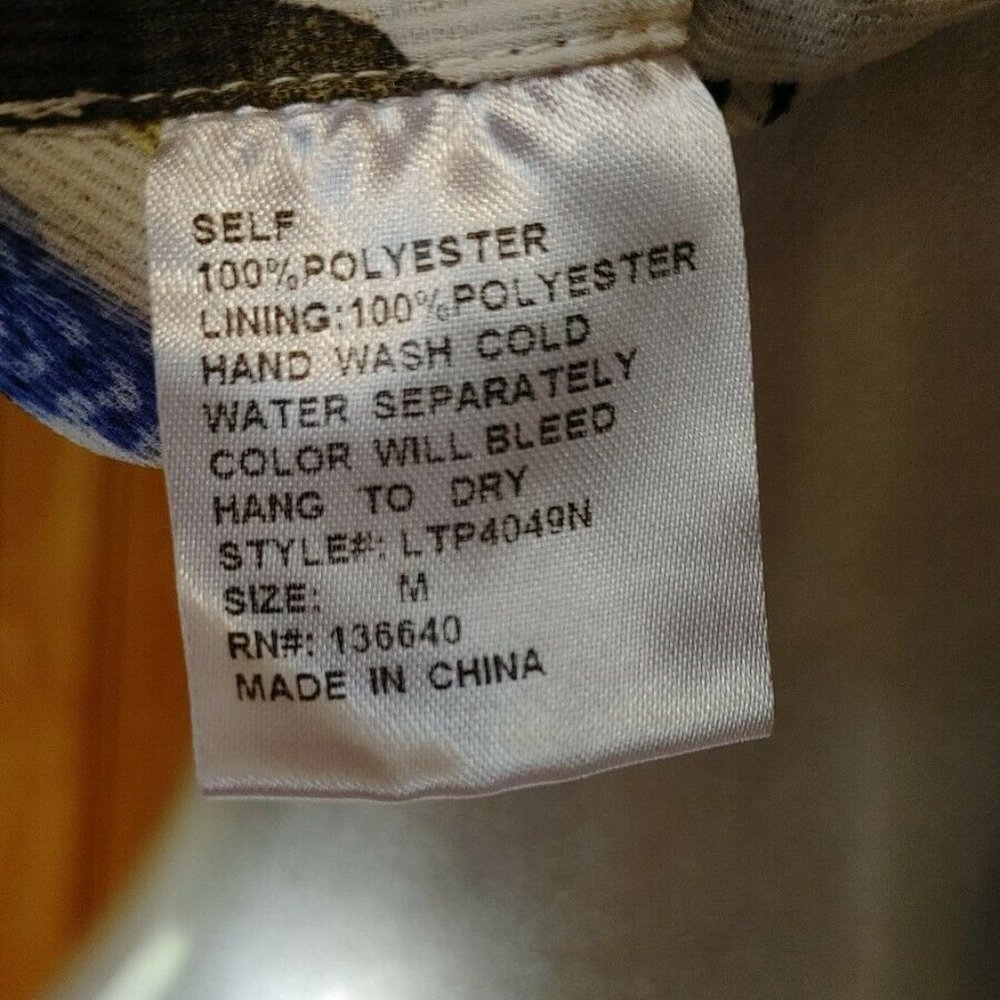 SELF
100%POLYESTER
LINING:100%POLYESTER
HAND WASH COLD
WATER SEPARATELY
COLOR WILL BLEED
HANG TO DRY
STYLE#: LTP4049N
SIZE: M
RN#: 136640
MADE IN CHINA